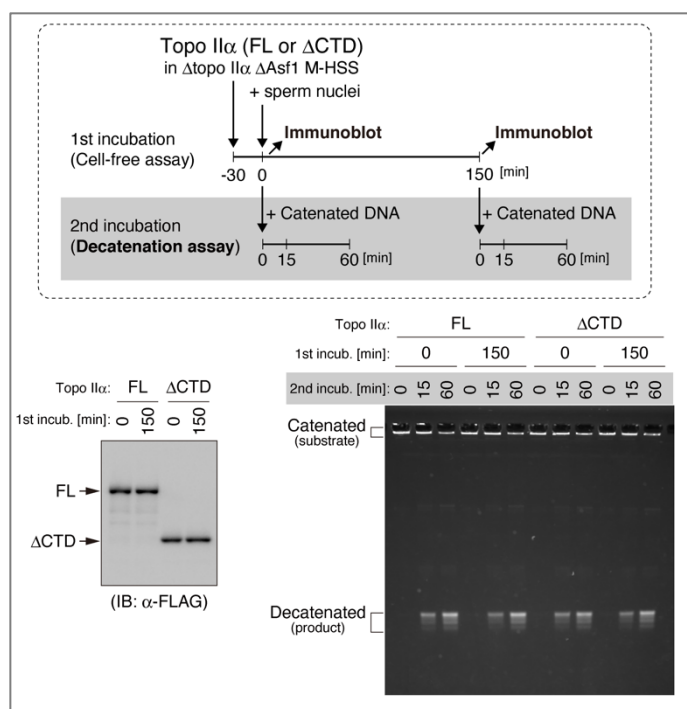 Topo IIα (FL or ΔCTD)
in Δtopo IIα ΔAsf1 M-HSS
+ sperm nuclei
1st incubation
(Cell-free assay)
Immunoblot
Immunoblot
-30 0 150 [min]
2nd incubation
(Decatenation assay)
+ Catenated DNA
+ Catenated DNA
0 15 60 [min]
0 15 60 [min]
Topo IIα: FL ΔCTD
1st incub. [min]: 0 150 0 150
FL
ΔCTD
(IB: α-FLAG)
Topo IIα: FL ΔCTD
1st incub. [min]: 0 150 0 150
2nd incub. [min]: 0 15 60 0 15 60 0 15 60 0 15 60
Catenated
(substrate)
Decatenated
(product)